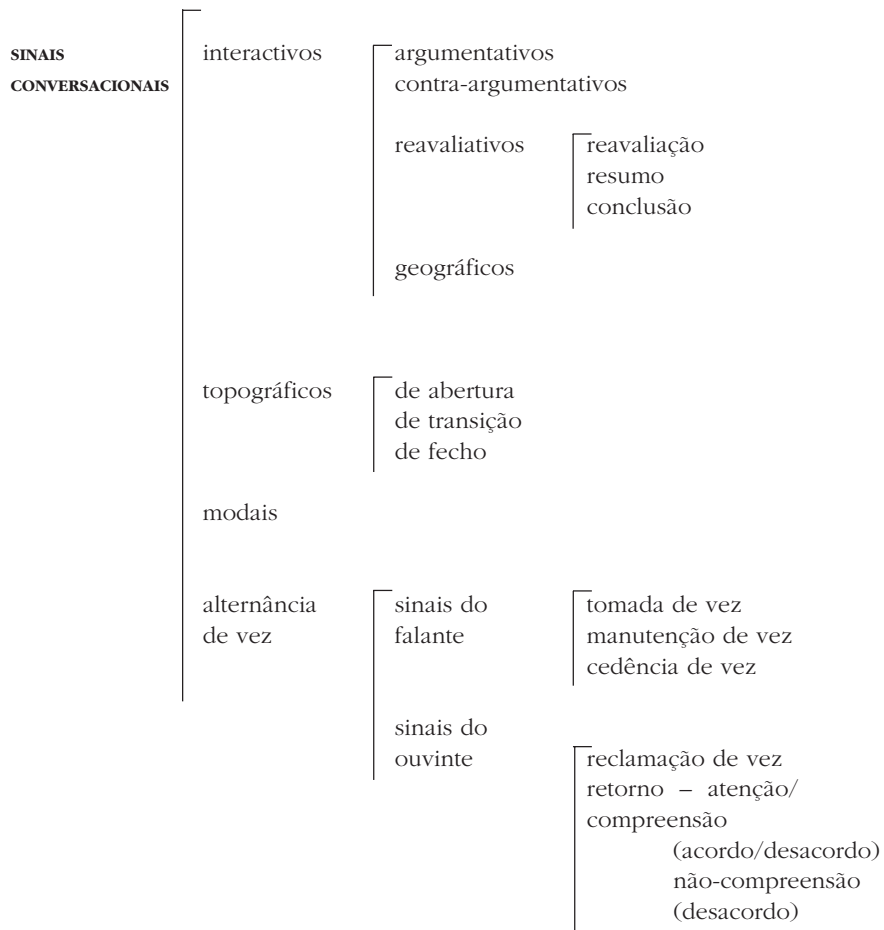 SINAIS
CONVERSACIONAIS
interactivos
argumentativos
contra-argumentativos
reavaliativos
reavaliação
resumo
conclusão
geográficos
topográficos
de abertura
de transição
de fecho
modais
alternância
de vez
sinais do
falante
tomada de vez
manutenção de vez
cedência de vez
sinais do
ouvinte
reclamação de vez
retorno – atenção/
compreensão
(acordo/desacordo)
não-compreensão
(desacordo)